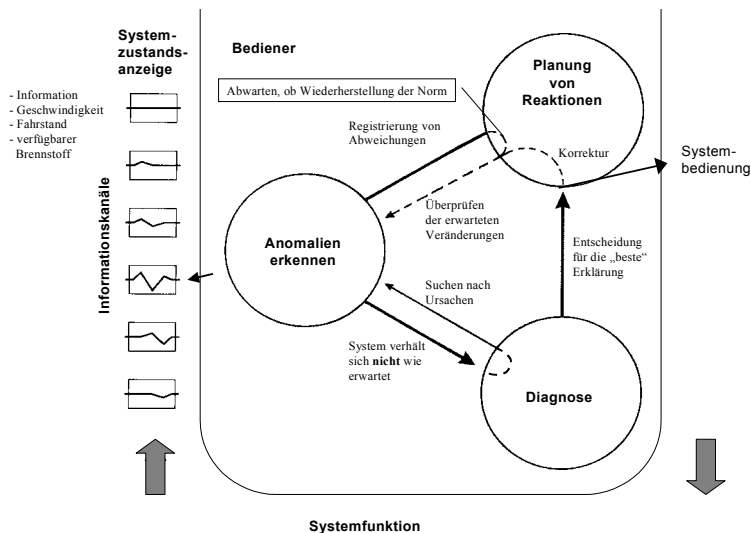 System-
zustands-
anzeige
- Information
- Geschwindigkeit
- Fahrstand
- verfügbarer
Brennstoff
Informationskanäle
Bediener
Abwarten, ob Wiederherstellung der Norm
Planung
von
Reaktionen
Registrierung von
Abweichungen
Korrektur
System-
bedienung
Überprüfen
der erwarteten
Veränderungen
Anomalien
erkennen
Entscheidung
für die „beste“
Erklärung
Suchen nach
Ursachen
System verhält
sich nicht wie
erwartet
Diagnose
Systemfunktion